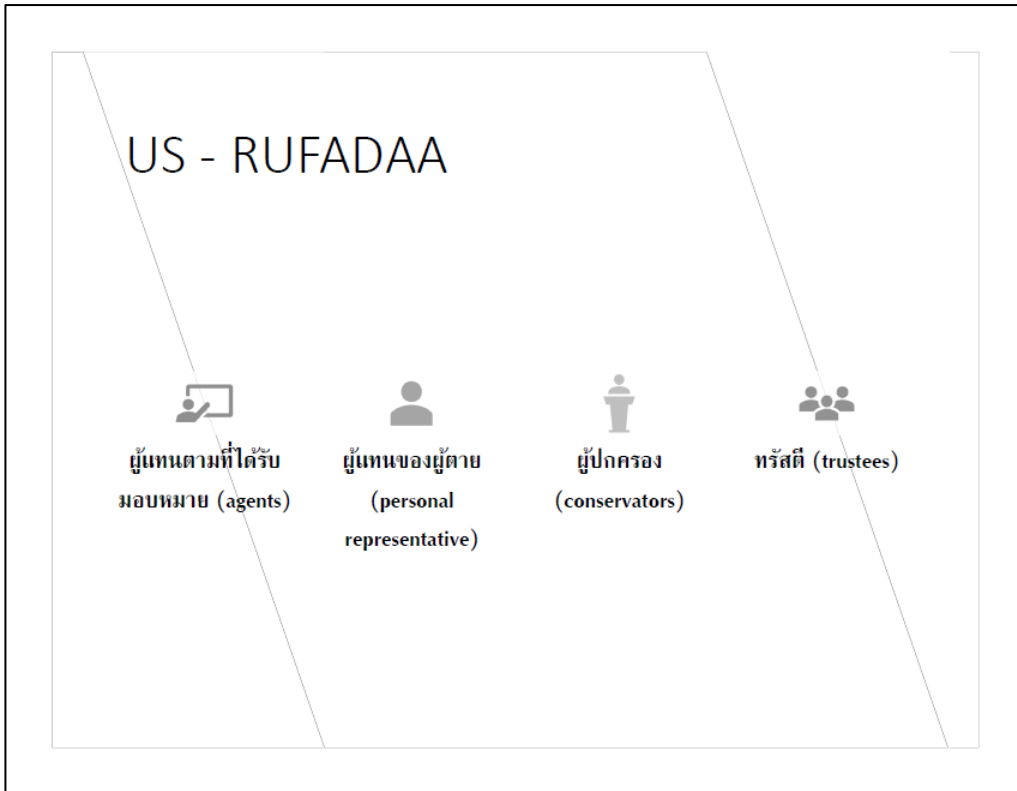 US - RUFADAA
ผู้แทนตามที่ได้รับ
มอบหมาย (agents)
ผู้แทนของผู้ตาย
(personal
representative)
ผู้ปกครอง
(conservators)
ทรัสตี (trustees)